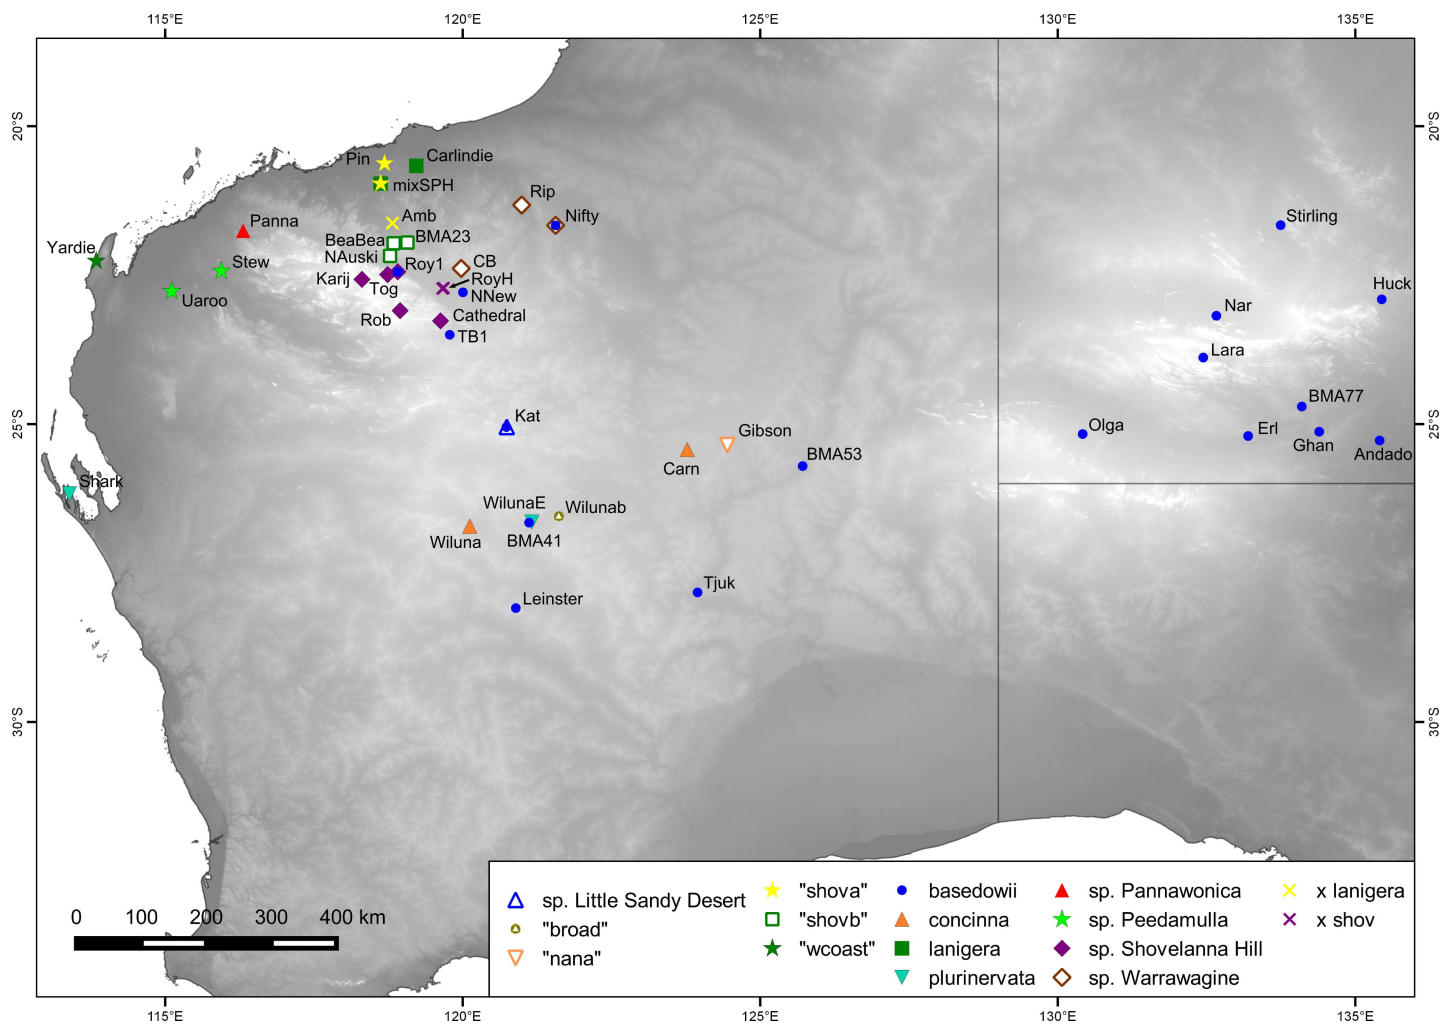 115°E 120°E 125°E 130°E 135°E
20°S 20°S
Pin Carlindie
mixSPH
Rip
Panna Amb Nifty Stirling
Yardie BeaBea BMA23
NAuski
Stew Roy1 CB
Karij Tog RoyH
Uaroo NNew Huck
Rob Cathedral Nar
TB1
Lara
BMA77
25°S Kat Gibson Olga Erl 25°S
Carn BMA53 Ghan Andado
Shark
WilunaE Wilunab
Wiluna BMA41
Tjuk
Leinster
30°S 30°S
0 100 200 300 400 km
sp. Little Sandy Desert
"broad"
"nana"
"shova"
"shovb"
"wcoast"
basedowii
concinna
lanigera
plurinervata
sp. Pannawonica
sp. Peedamulla
sp. Shovelanna Hill
sp. Warrawagine
x lanigera
x shov
115°E 120°E 125°E 130°E 135°E